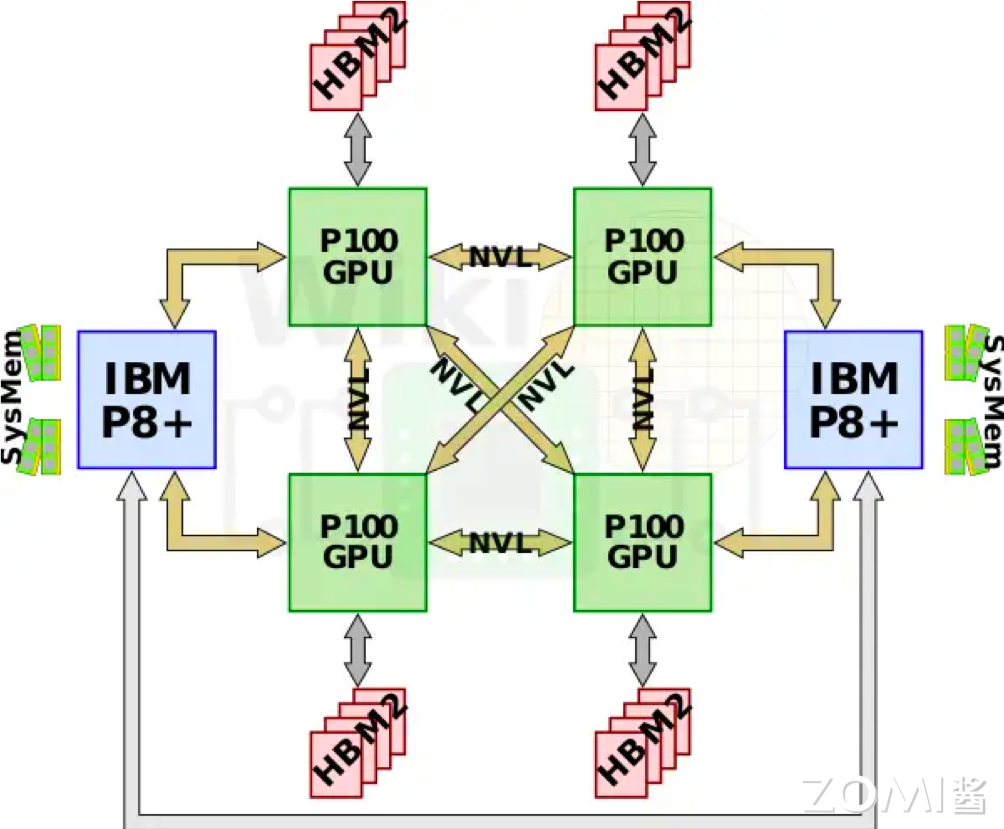 HBM2
HBM2
P100
GPU
NVL
P100
GPU
Wiki
SysMem
IBM
P8+
NVL
NVL
NVL
NVL
IBM
P8+
SysMem
P100
GPU
NVL
P100
GPU
HBM2
HBM2
ZOMI酱